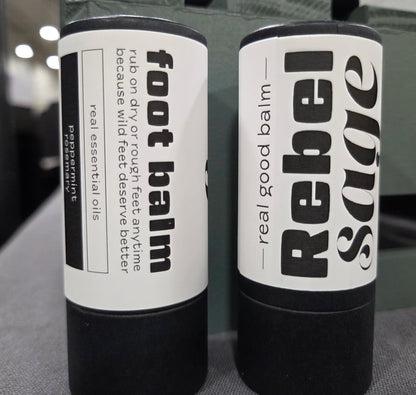 foot balm
rub on dry or rough feet anytime
because wild feet deserve better
real essential oils
peppermint
rosemary
real good balm
Rebel
sage